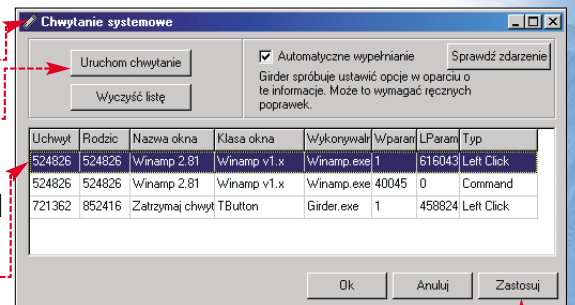 Chwytanie systemowe
Uruchom chwytanie
Wyczyść listę
Automatyczne wypełnianie
Sprawdź zdarzenie
Girder spróbuje ustawić opcje w oparciu o
te informacje. Może to wymagać ręcznych
poprawek.
Uchwyt Rodzic Nazwa okna Klasa okna Wykonywaln Wparam LParam Typ
524826 524826 Winamp 2.81 Winamp v1.x Winamp.exe 1 616043 Left Click
524826 524826 Winamp 2.81 Winamp v1.x Winamp.exe 40045 0 Command
721362 852416 Zatrzymaj chwyt TButton Girder.exe 1 458824 Left Click
Ok Anuluj Zastosuj